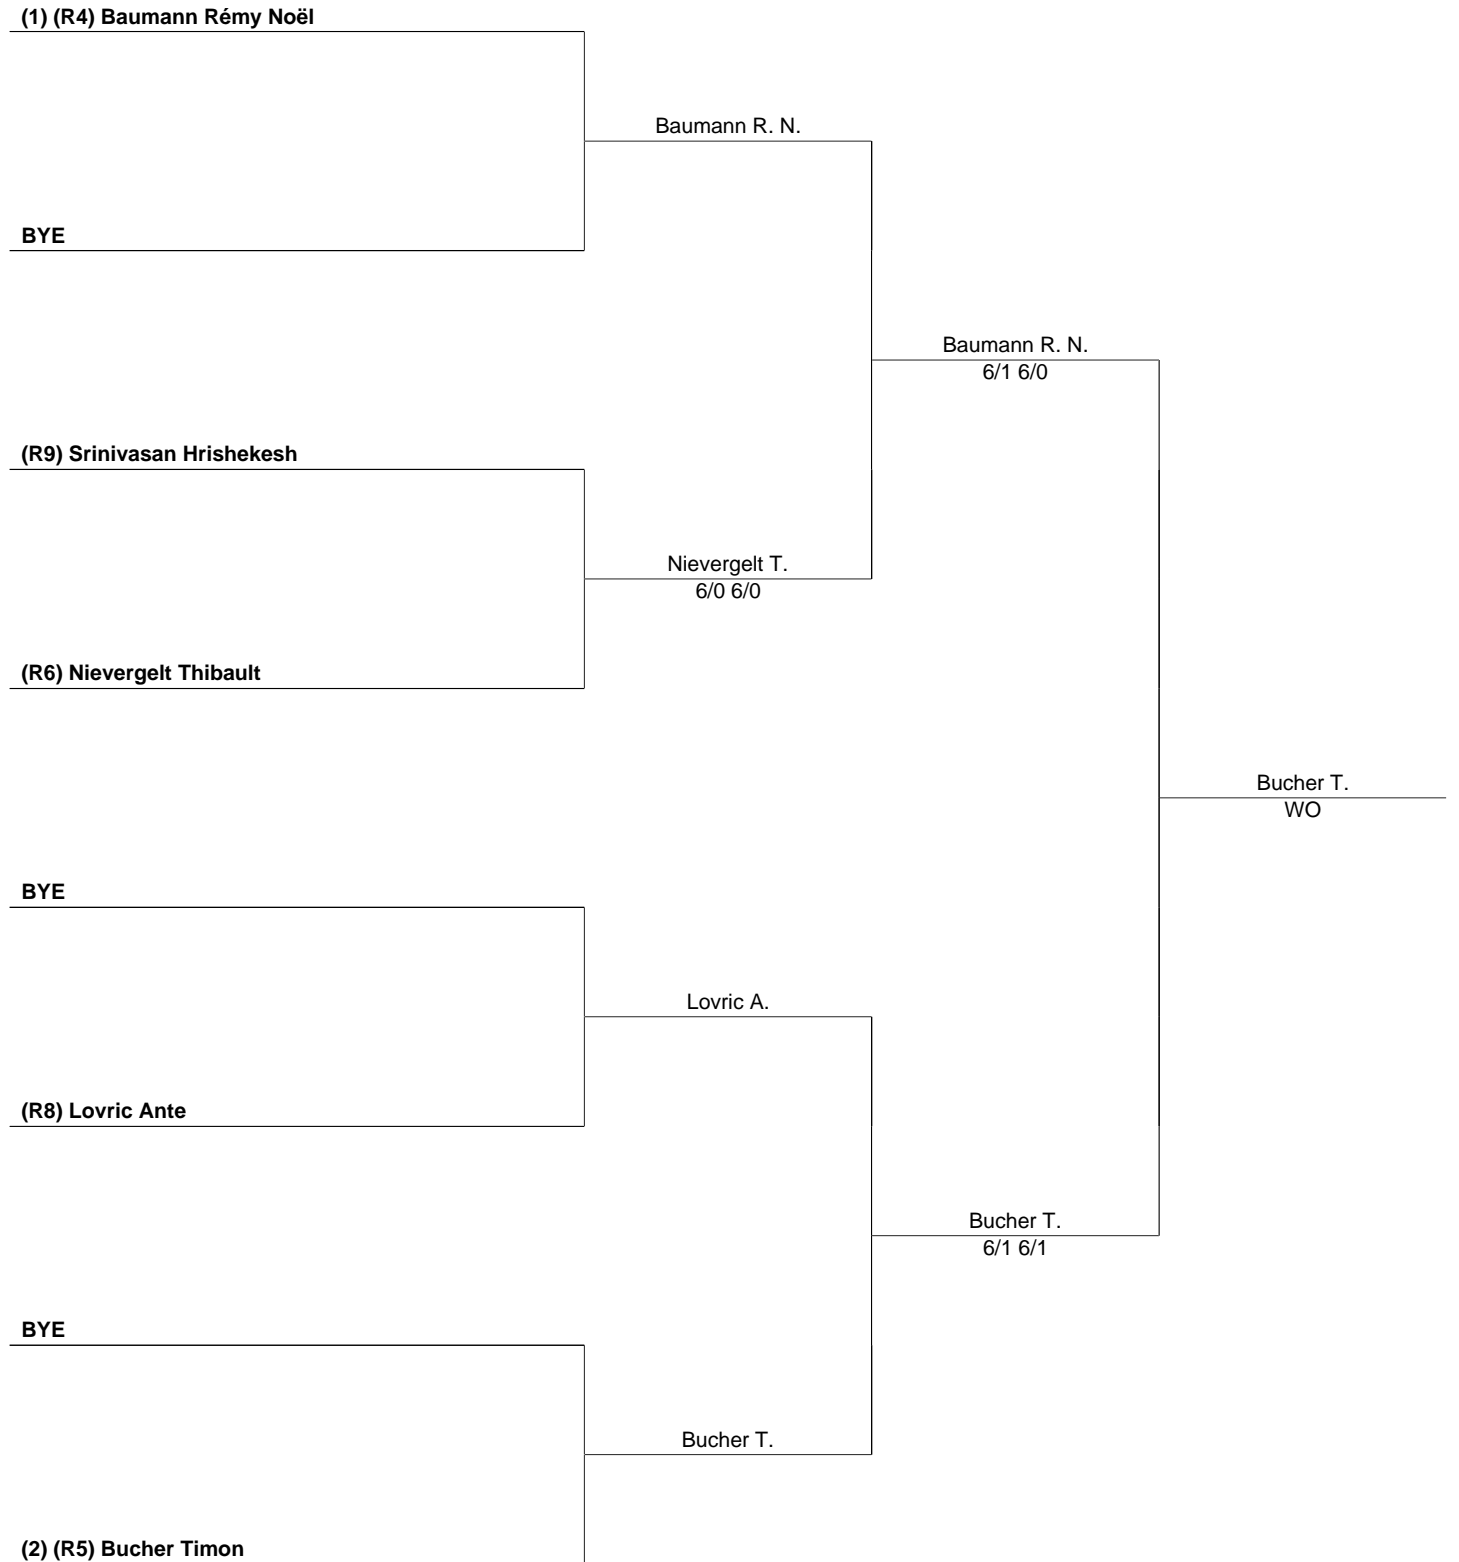 (1) (R4) Baumann Rémy Noël
Baumann R. N.
BYE
Baumann R. N.
6/1 6/0
(R9) Srinivasan Hrishekesh
Nievergelt T.
6/0 6/0
(R6) Nievergelt Thibault
Bucher T.
WO
BYE
Lovric A.
(R8) Lovric Ante
Bucher T.
6/1 6/1
BYE
Bucher T.
(2) (R5) Bucher Timon